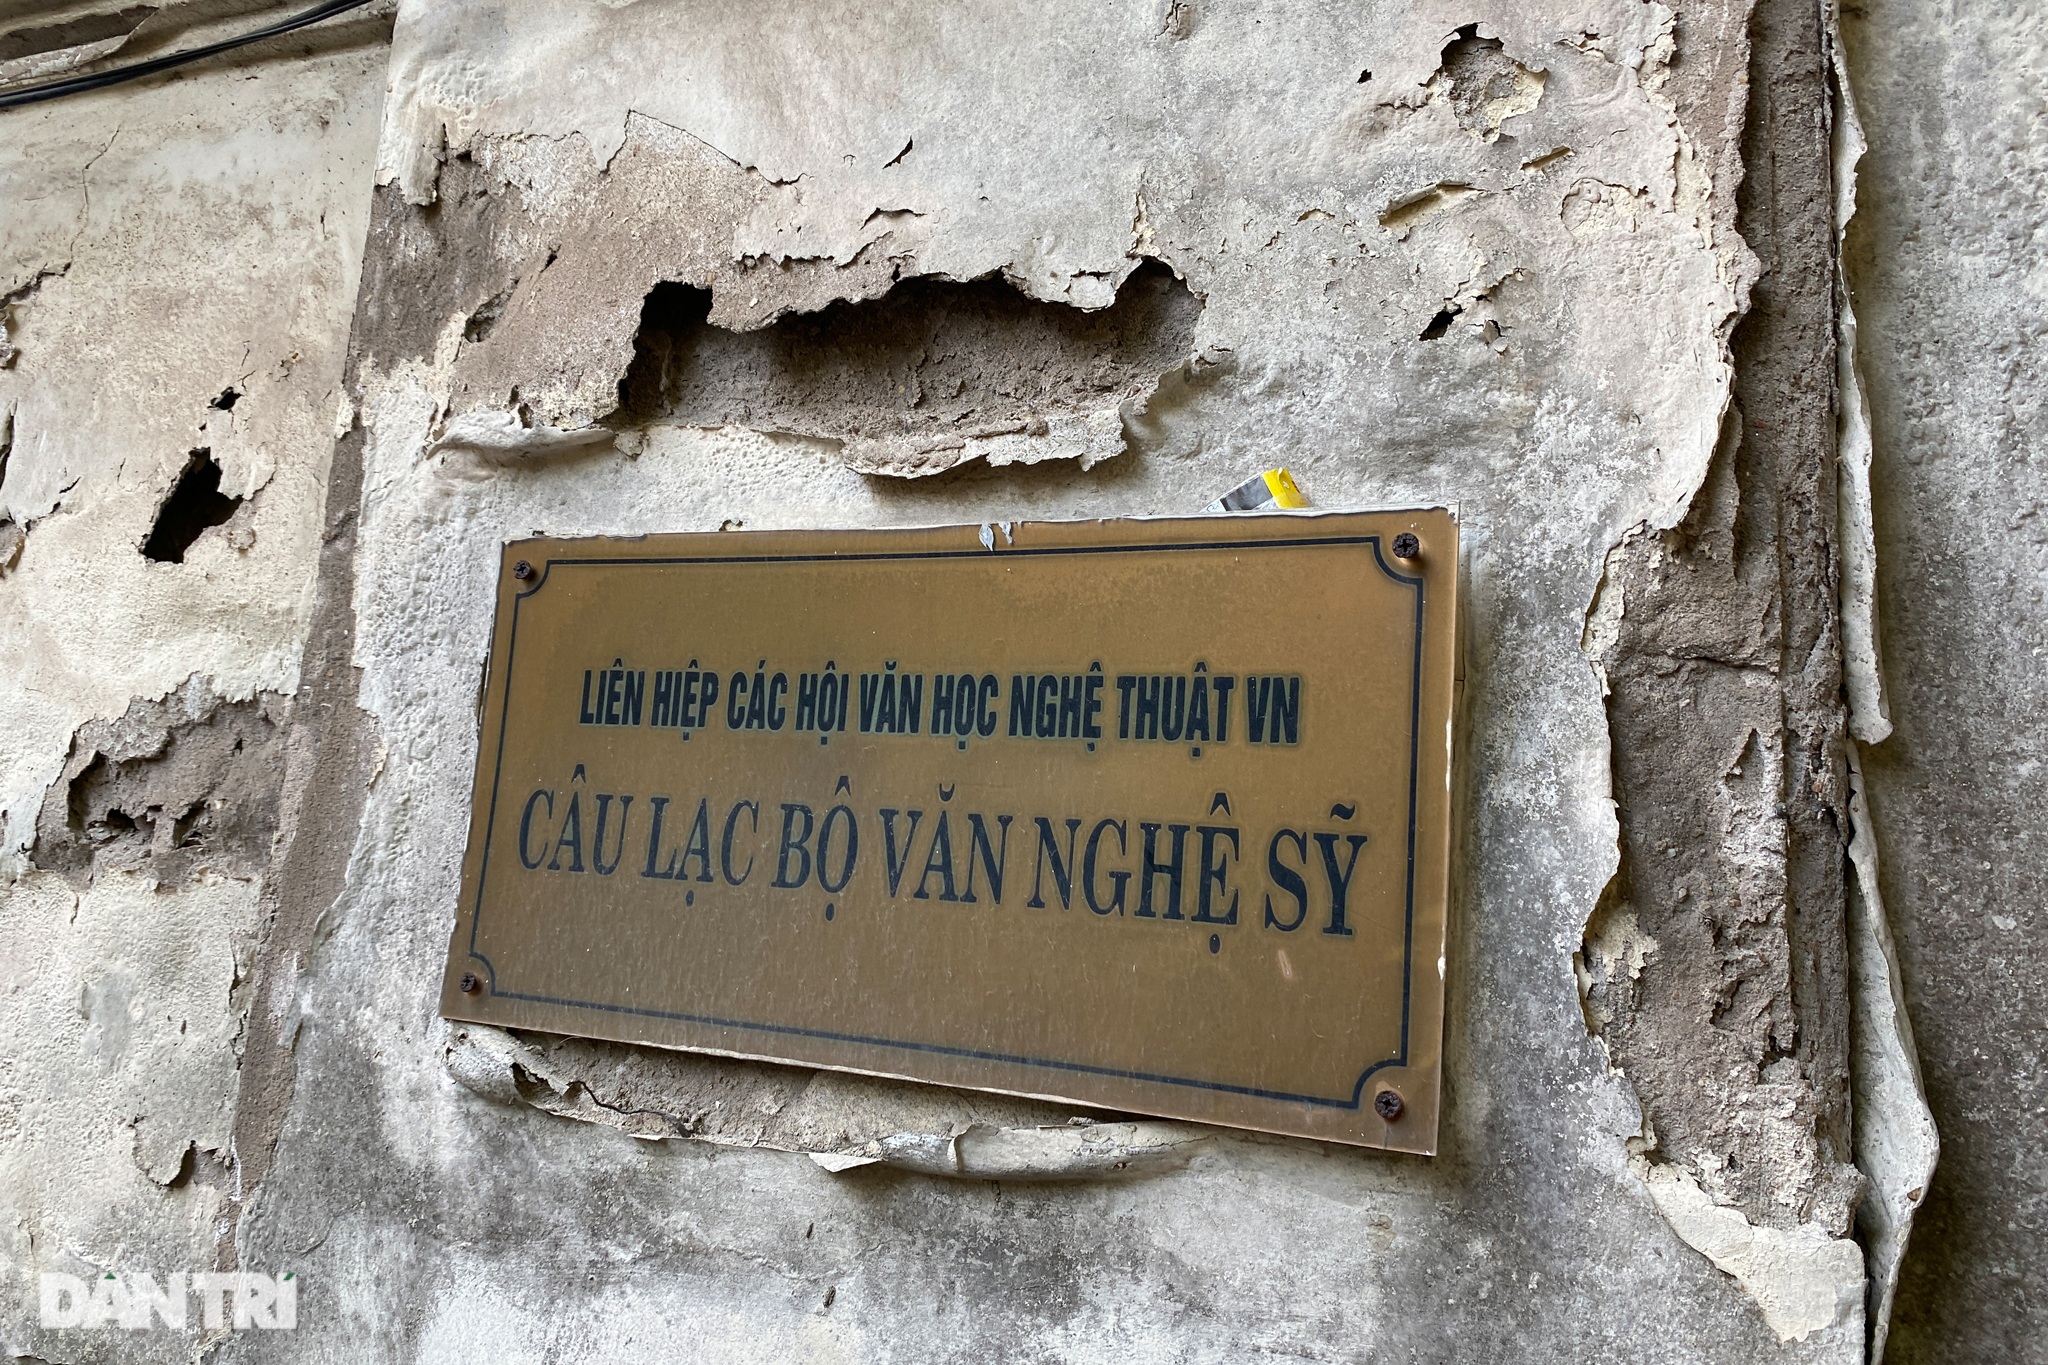 LIÊN HIỆP CÁC HỘI VĂN HỌC NGHỆ THUẬT VN
CÂU LẠC BỘ VĂN NGHỆ SỸ
DÂN TRÍ